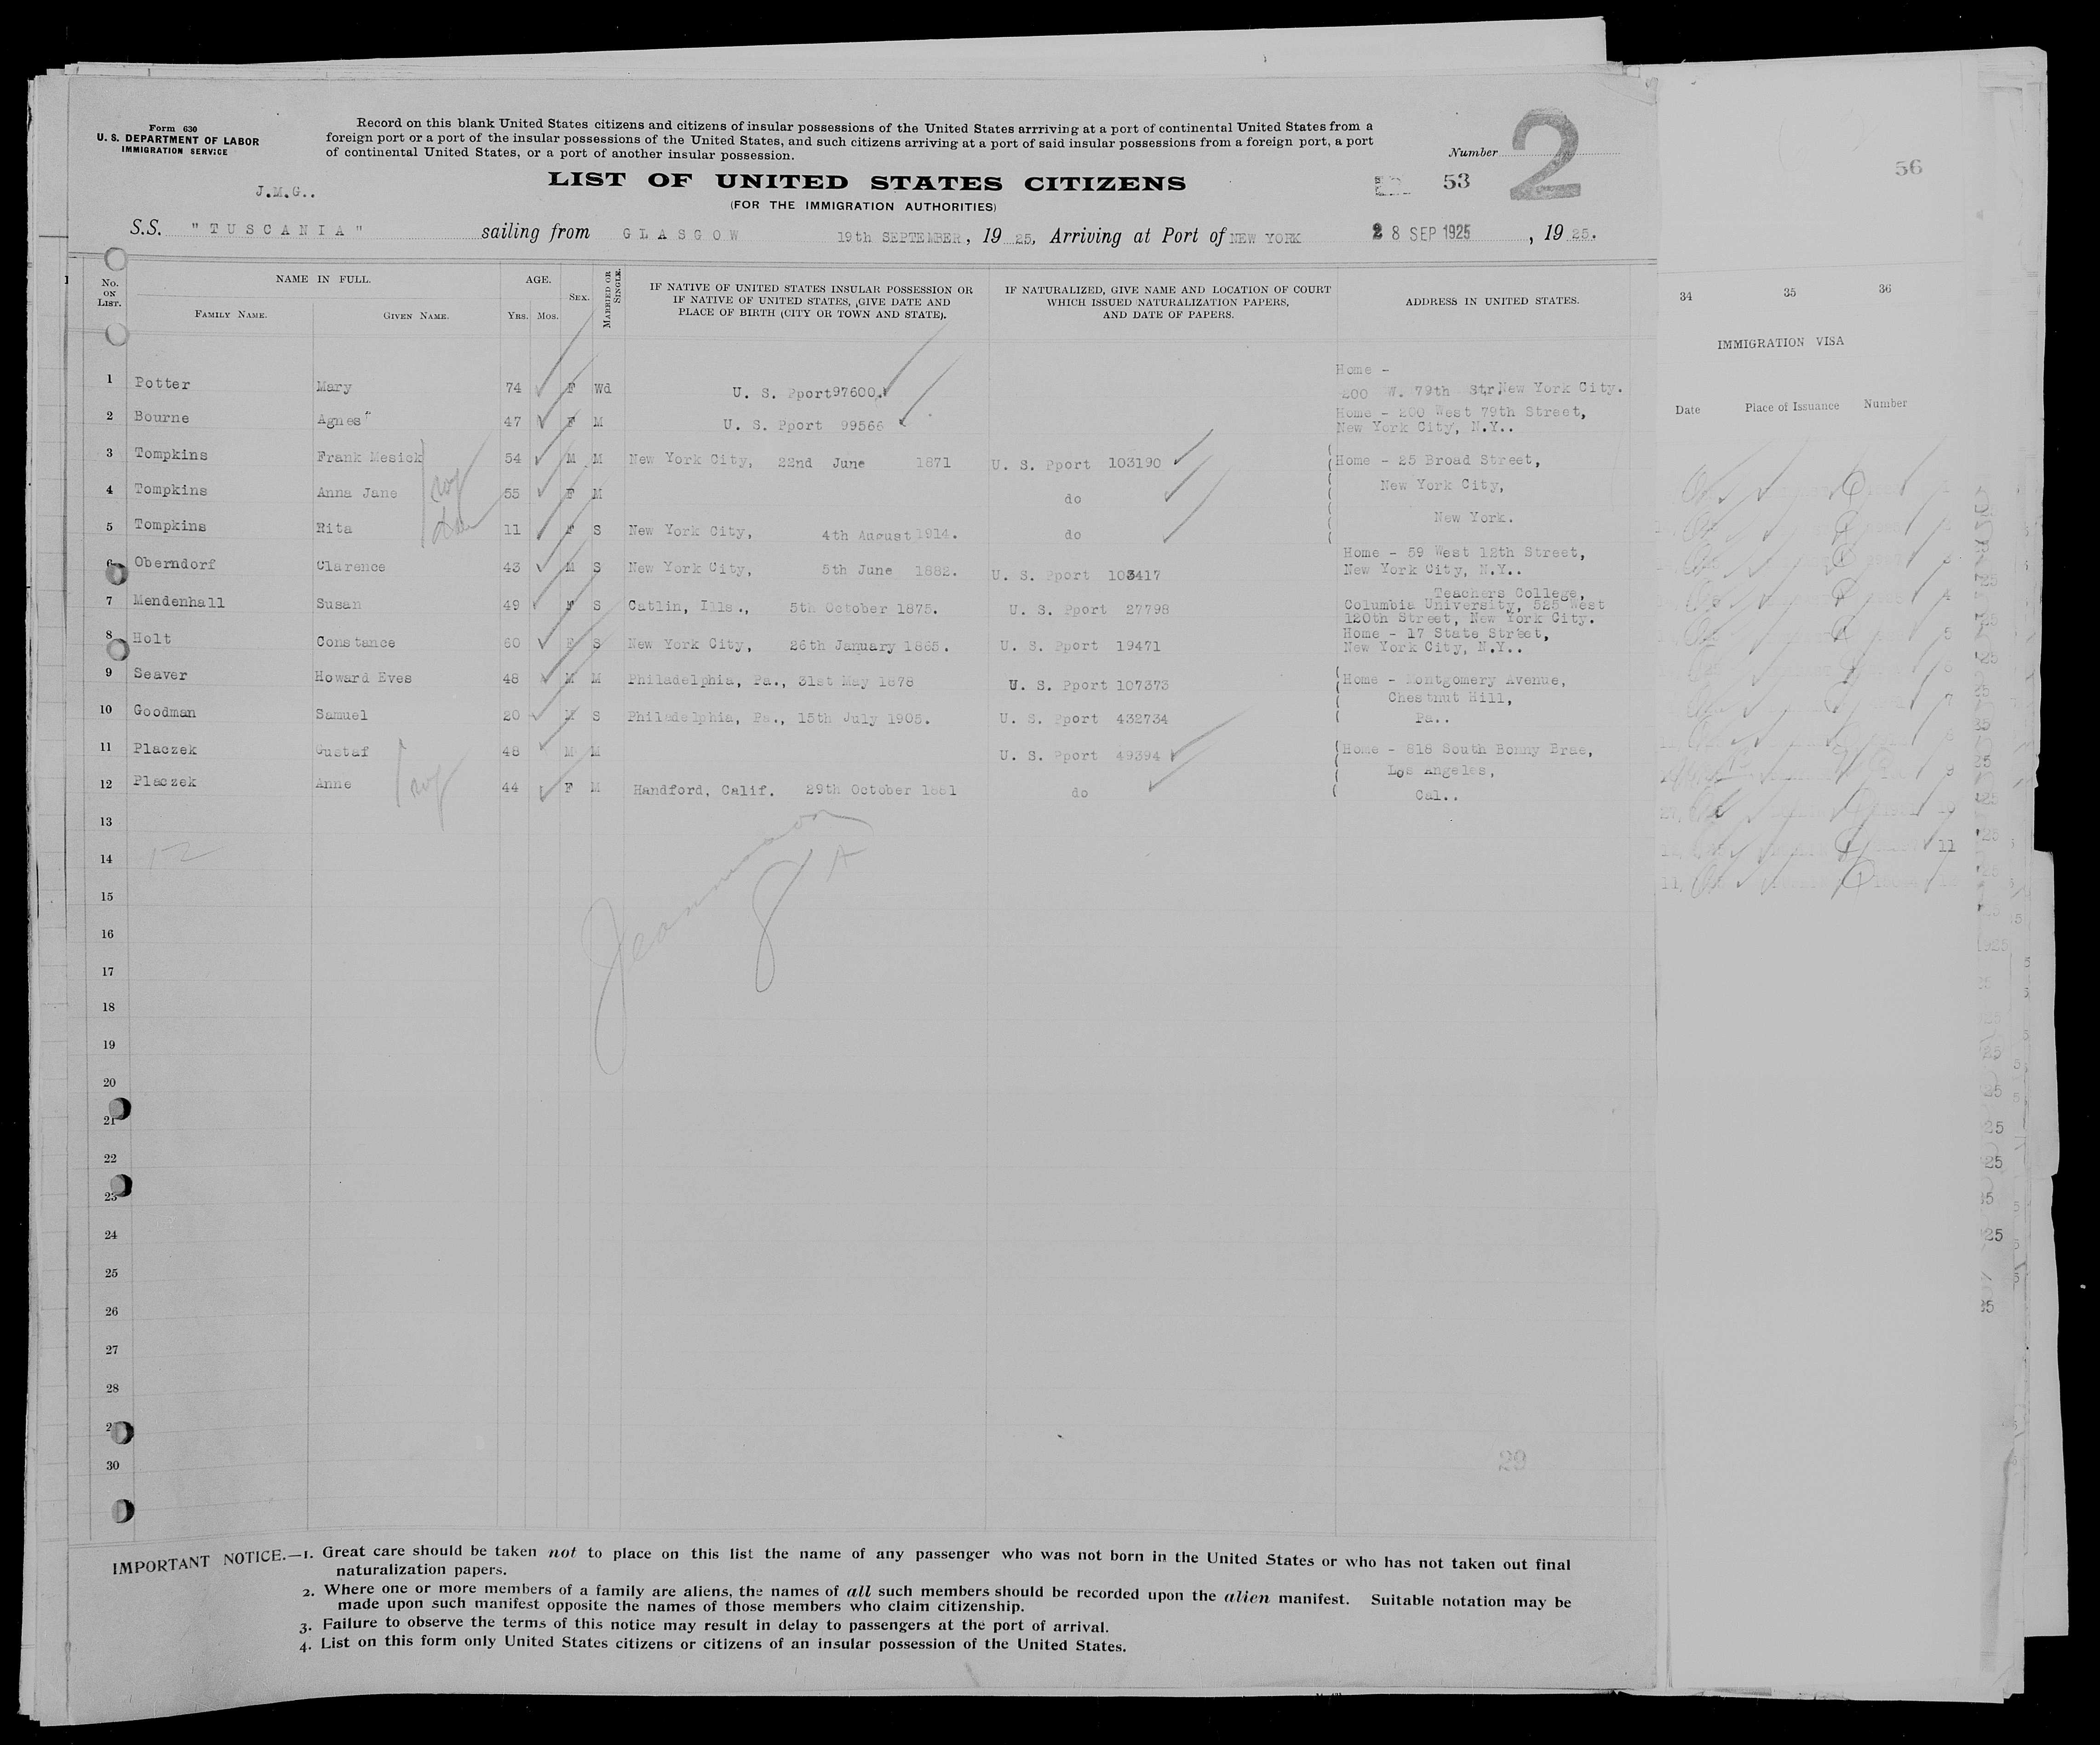 Form 630
U. S. DEPARTMENT OF LABOR
IMMIGRATION SERVICE
J.M.G..
Record on this blank United States citizens and citizens of insular possessions of the United States arrriving at a port of continental United States from a
foreign port or a port of the insular possessions of the United States, and such citizens arriving at a port of said insular possessions from a foreign port, a port
of continental United States, or a port of another insular possession.
Number 2
LIST OF UNITED STATES CITIZENS
53
(FOR THE IMMIGRATION AUTHORITIES)
S.S. "TUSCANIA" sailing from GLASGOW 19th SEPTEMBER, 19 25, Arriving at Port of NEW YORK 28 SEP 1925, 19 25.
No. ON LIST.
NAME IN FULL.
FAMILY NAME. GIVEN NAME.
AGE.
YRS. MOS.
SEX.
MARRIED OR SINGLE.
IF NATIVE OF UNITED STATES INSULAR POSSESSION OR
IF NATIVE OF UNITED STATES, GIVE DATE AND
PLACE OF BIRTH (CITY OR TOWN AND STATE).
IF NATURALIZED, GIVE NAME AND LOCATION OF COURT
WHICH ISSUED NATURALIZATION PAPERS,
AND DATE OF PAPERS.
ADDRESS IN UNITED STATES.
1 Potter Mary 74 F Wd U. S. Pport 97600. Home -
200 W. 79th Str. New York City.
2 Bourne Agnes 47 F M U. S. Pport 99566 Home - 200 West 79th Street,
New York City, N.Y..
3 Tompkins Frank Mesick 54 M M New York City, 22nd June 1871 U. S. Pport 103190 Home - 25 Broad Street,
4 Tompkins Anna Jane 55 F M do New York City,
5 Tompkins Rita 11 F S New York City, 4th August 1914. do New York.
6 Oberndorf Clarence 43 M S New York City, 5th June 1882. U. S. Pport 103417 Home - 59 West 12th Street,
New York City, N.Y..
7 Mendenhall Susan 49 F S Catlin, Ills., 5th October 1875. U. S. Pport 27798 Teachers College,
Columbia University, 525 West
120th Street, New York City.
8 Holt Constance 60 F S New York City, 26th January 1865. U. S. Pport 19471 Home - 17 State Street,
New York City, N.Y..
9 Seaver Howard Eves 48 M M Philadelphia, Pa., 31st May 1878 U. S. Pport 107373 Home - Montgomery Avenue,
Chestnut Hill,
10 Goodman Samuel 20 M S Philadelphia, Pa., 15th July 1905. U. S. Pport 432734 Pa..
11 Placzek Gustaf 48 M M U. S. Pport 49394 Home - 818 South Bonny Brae,
Los Angeles,
12 Placzek Anne 44 F M Handford, Calif. 29th October 1881 do Cal..
13
14
15
16
17
18
19
20
21
22
23
24
25
26
27
28
30
29
IMPORTANT NOTICE.—1. Great care should be taken not to place on this list the name of any passenger who was not born in the United States or who has not taken out final
naturalization papers.
2. Where one or more members of a family are aliens, the names of all such members should be recorded upon the alien manifest. Suitable notation may be
made upon such manifest opposite the names of those members who claim citizenship.
3. Failure to observe the terms of this notice may result in delay to passengers at the port of arrival.
4. List on this form only United States citizens or citizens of an insular possession of the United States.
56
34 35 36
IMMIGRATION VISA
Date Place of Issuance Number